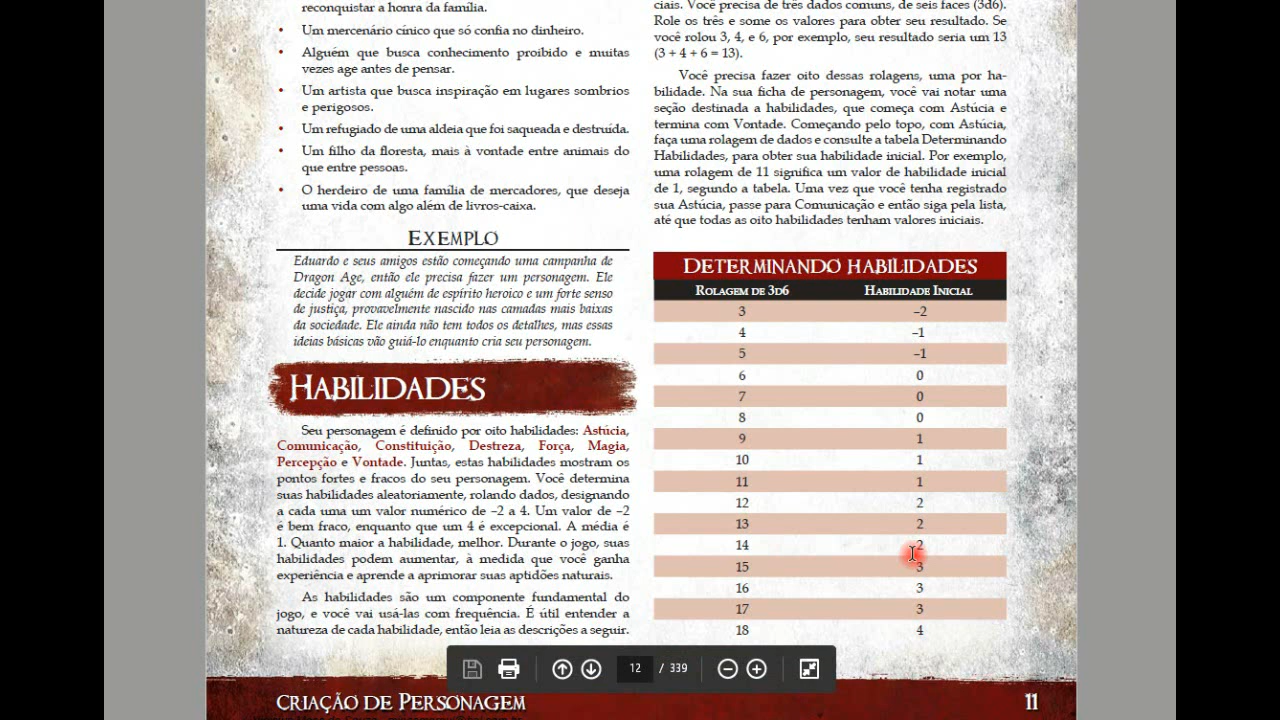 reconquistar a honra da família.
• Um mercenário cínico que só confia no dinheiro.
• Alguém que busca conhecimento proibido e muitas
vezes age antes de pensar.
• Um artista que busca inspiração em lugares sombrios
e perigosos.
• Um refugiado de uma aldeia que foi saqueada e destruída.
• Um filho da floresta, mais à vontade entre animais do
que entre pessoas.
• O herdeiro de uma família de mercadores, que deseja
uma vida com algo além de livros-caixa.
Exemplo
Eduardo e seus amigos estão começando uma campanha de
Dragon Age, então ele precisa fazer um personagem. Ele
decide jogar com alguém de espírito heroico e um forte senso
de justiça, provavelmente nascido nas camadas mais baixas
da sociedade. Ele ainda não tem todos os detalhes, mas essas
ideias básicas vão guiá-lo enquanto cria seu personagem.
Habilidades
Seu personagem é definido por oito habilidades: Astúcia,
Comunicação, Constituição, Destreza, Força, Magia,
Percepção e Vontade. Juntas, estas habilidades mostram os
pontos fortes e fracos do seu personagem. Você determina
suas habilidades aleatoriamente, rolando dados, designando
a cada uma um valor numérico de –2 a 4. Um valor de –2
é bem fraco, enquanto que um 4 é excepcional. A média é
1. Quanto maior a habilidade, melhor. Durante o jogo, suas
habilidades podem aumentar, à medida que você ganha
experiência e aprende a aprimorar suas aptidões naturais.
As habilidades são um componente fundamental do
jogo, e você vai usá-las com frequência. É útil entender a
natureza de cada habilidade, então leia as descrições a seguir.
ciais. Você precisa de três dados comuns, de seis faces (3d6).
Role os três e some os valores para obter seu resultado. Se
você rolou 3, 4, e 6, por exemplo, seu resultado seria um 13
(3 + 4 + 6 = 13).
Você precisa fazer oito dessas rolagens, uma por ha-
bilidade. Na sua ficha de personagem, você vai notar uma
seção destinada a habilidades, que começa com Astúcia e
termina com Vontade. Começando pelo topo, com Astúcia,
faça uma rolagem de dados e consulte a tabela Determinando
Habilidades, para obter sua habilidade inicial. Por exemplo,
uma rolagem de 11 significa um valor de habilidade inicial
de 1, segundo a tabela. Uma vez que você tenha registrado
sua Astúcia, passe para Comunicação e então siga pela lista,
até que todas as oito habilidades tenham valores iniciais.
Determinando habilidades
Rolagem de 3d6 Habilidade Inicial
3 –2
4 –1
5 –1
6 0
7 0
8 0
9 1
10 1
11 1
12 2
13 2
14 2
15 3
16 3
17 3
18 4
12 / 339
Criação de Personagem 11